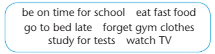 be on time for school   eat fast food
go to bed late   forget gym clothes
study for tests   watch TV